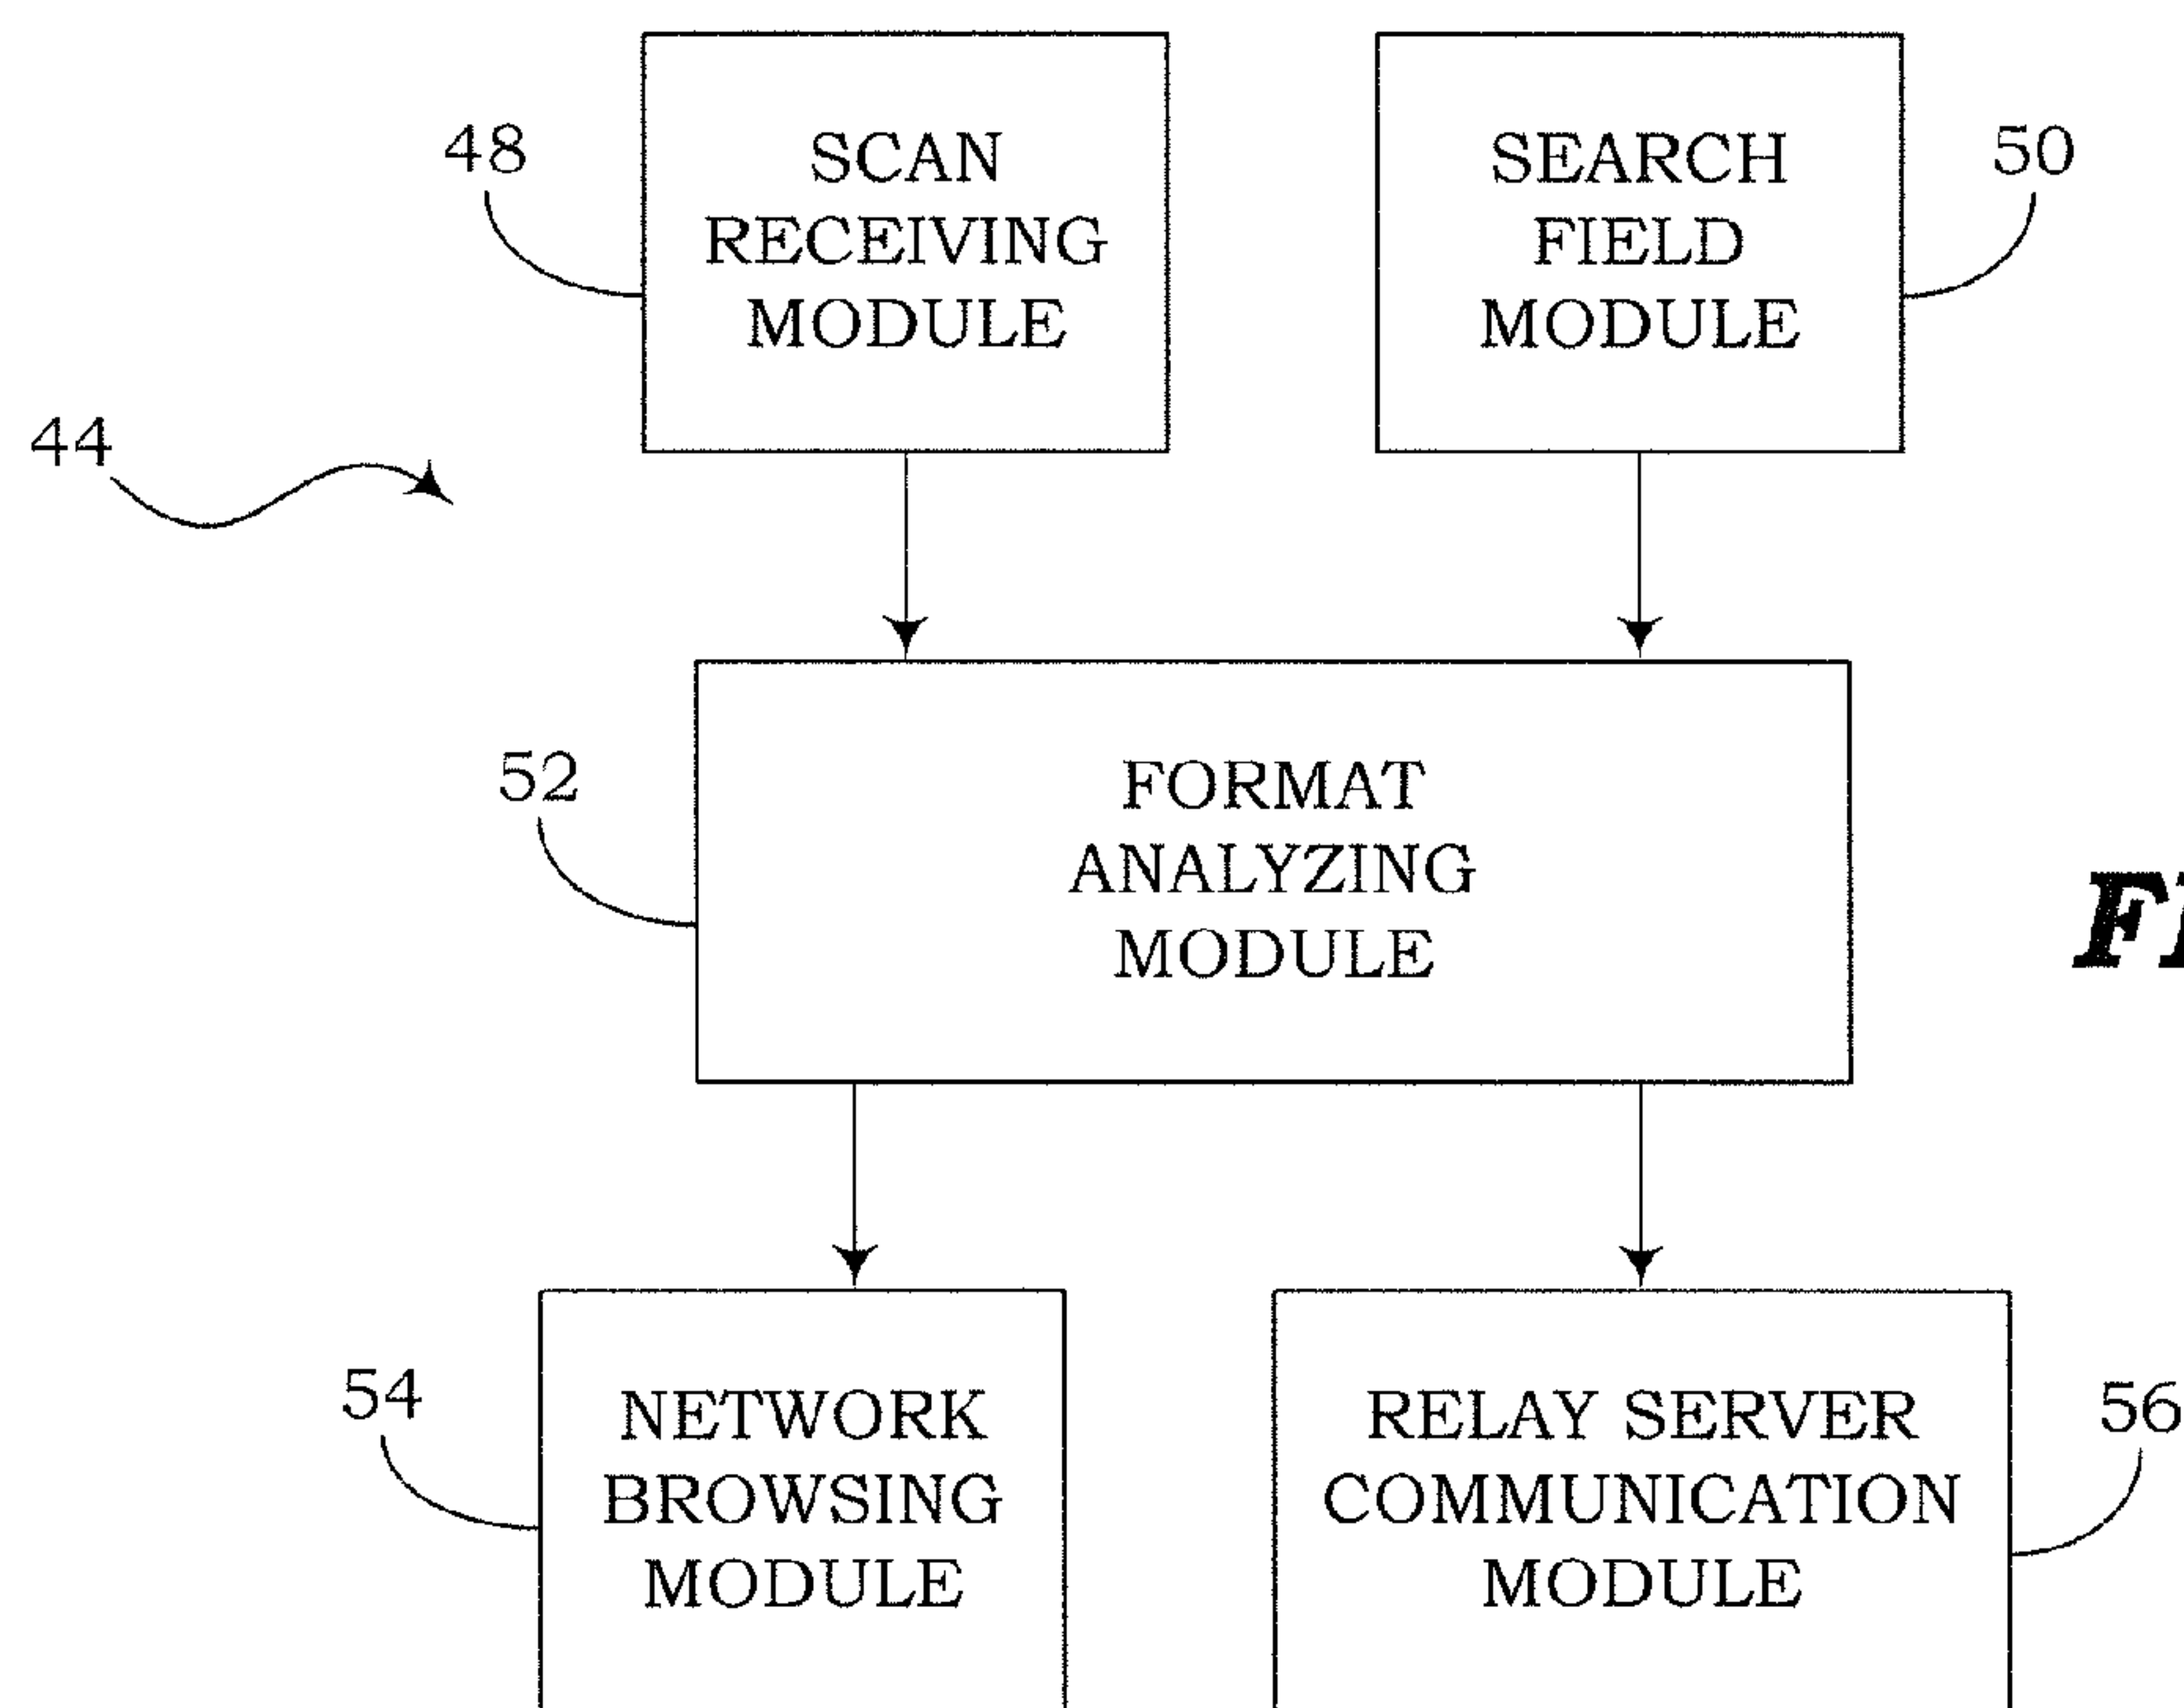 48
SCAN
RECEIVING
MODULE
SEARCH
FIELD
MODULE
50
44
52
FORMAT
ANALYZING
MODULE
54
NETWORK
BROWSING
MODULE
RELAY SERVER
COMMUNICATION
MODULE
56